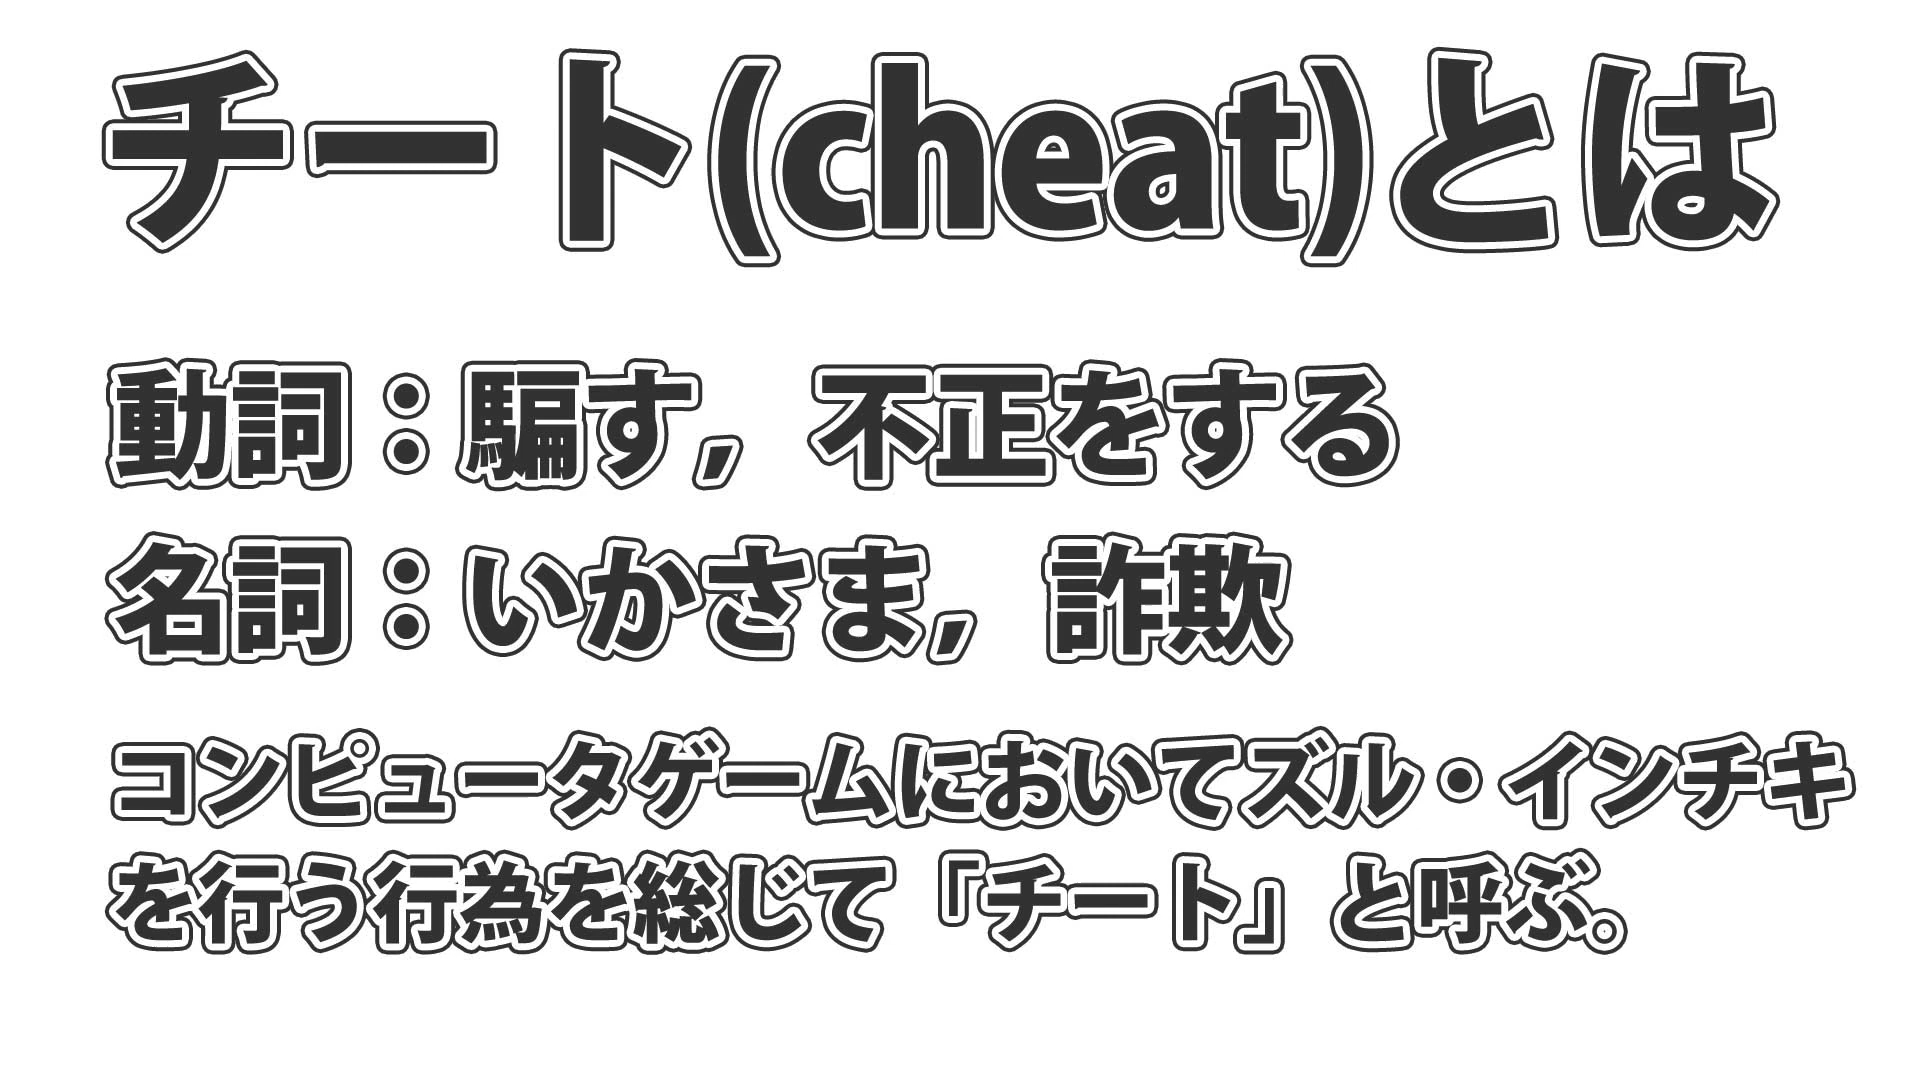 チート(cheat)とは
動詞：騙す，不正をする
名詞：いかさま，詐欺
コンピュータゲームにおいてズル・インチキ
を行う行為を総じて「チート」と呼ぶ。